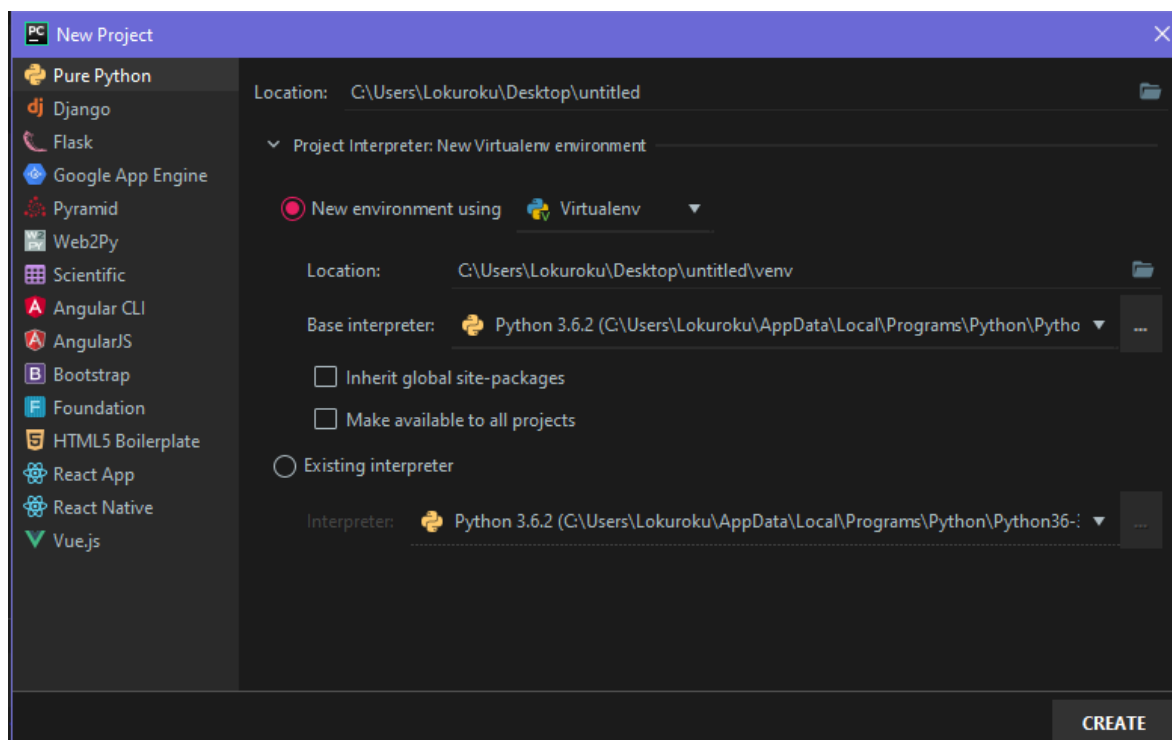 PC New Project
Pure Python
dj Django
Flask
Google App Engine
Pyramid
Web2Py
Scientific
Angular CLI
AngularJS
B Bootstrap
F Foundation
5 HTML5 Boilerplate
React App
React Native
Vue.js
Location: C:\Users\Lokuroku\Desktop\untitled
Project Interpreter: New Virtualenv environment
New environment using Virtualenv
Location: C:\Users\Lokuroku\Desktop\untitled\venv
Base interpreter: Python 3.6.2 (C:\Users\Lokuroku\AppData\Local\Programs\Python\Pytho ...
Inherit global site-packages
Make available to all projects
Existing interpreter
Interpreter: Python 3.6.2 (C:\Users\Lokuroku\AppData\Local\Programs\Python\Python36- ...
CREATE